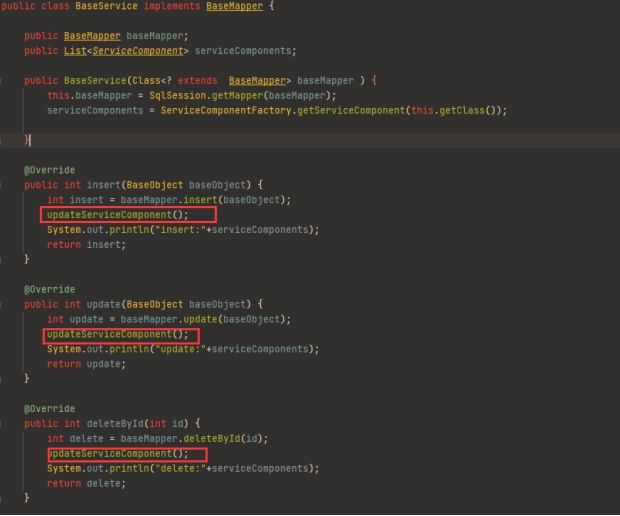 public class BaseService implements BaseMapper {
public BaseMapper baseMapper;
public List<ServiceComponent> serviceComponents;
public BaseService(Class<? extends  BaseMapper> baseMapper ) {
this.baseMapper = SqlSession.getMapper(baseMapper);
serviceComponents = ServiceComponentFactory.getServiceComponent(this.getClass());
}
@Override
public int insert(BaseObject baseObject) {
int insert = baseMapper.insert(baseObject);
updateServiceComponent();
System.out.println("insert:"+serviceComponents);
return insert;
}
@Override
public int update(BaseObject baseObject) {
int update = baseMapper.update(baseObject);
updateServiceComponent();
System.out.println("update:"+serviceComponents);
return update;
}
@Override
public int deleteById(int id) {
int delete = baseMapper.deleteById(id);
updateServiceComponent();
System.out.println("delete:"+serviceComponents);
return delete;
}